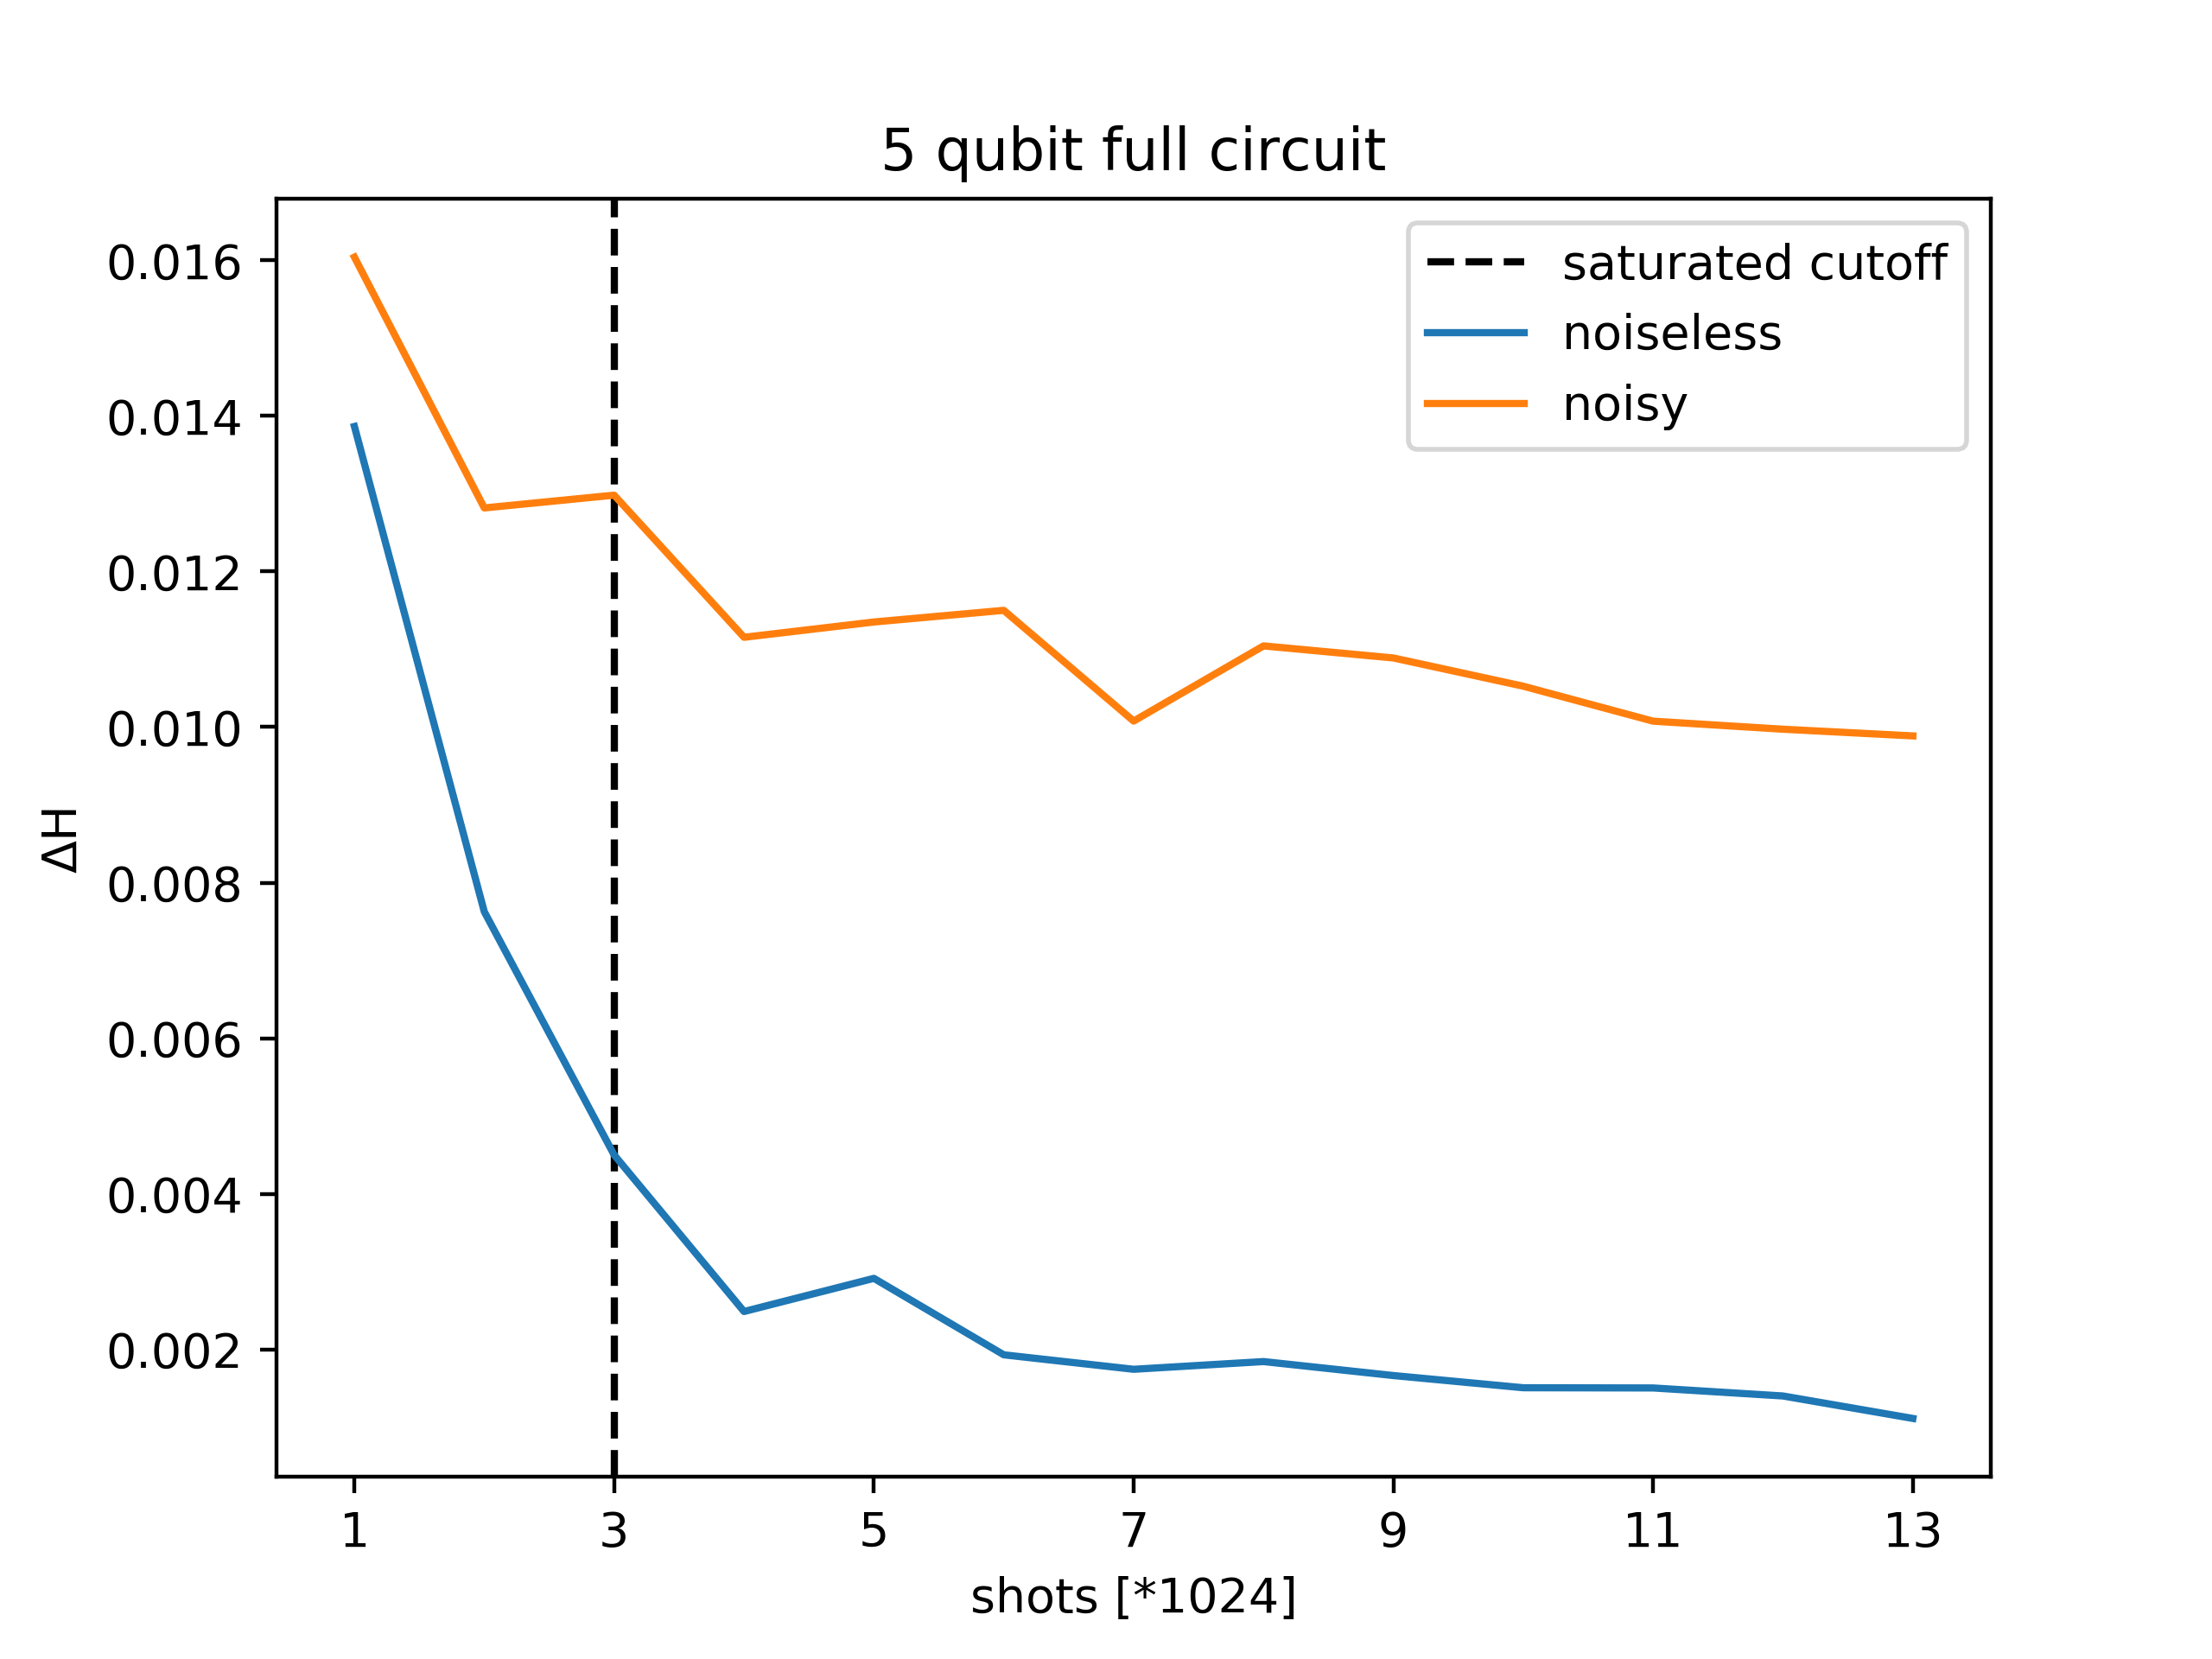 5 qubit full circuit
saturated cutoff
noiseless
noisy
0.016
0.014
0.012
0.010
0.008
0.006
0.004
0.002
ΔH
1 3 5 7 9 11 13
shots [*1024]